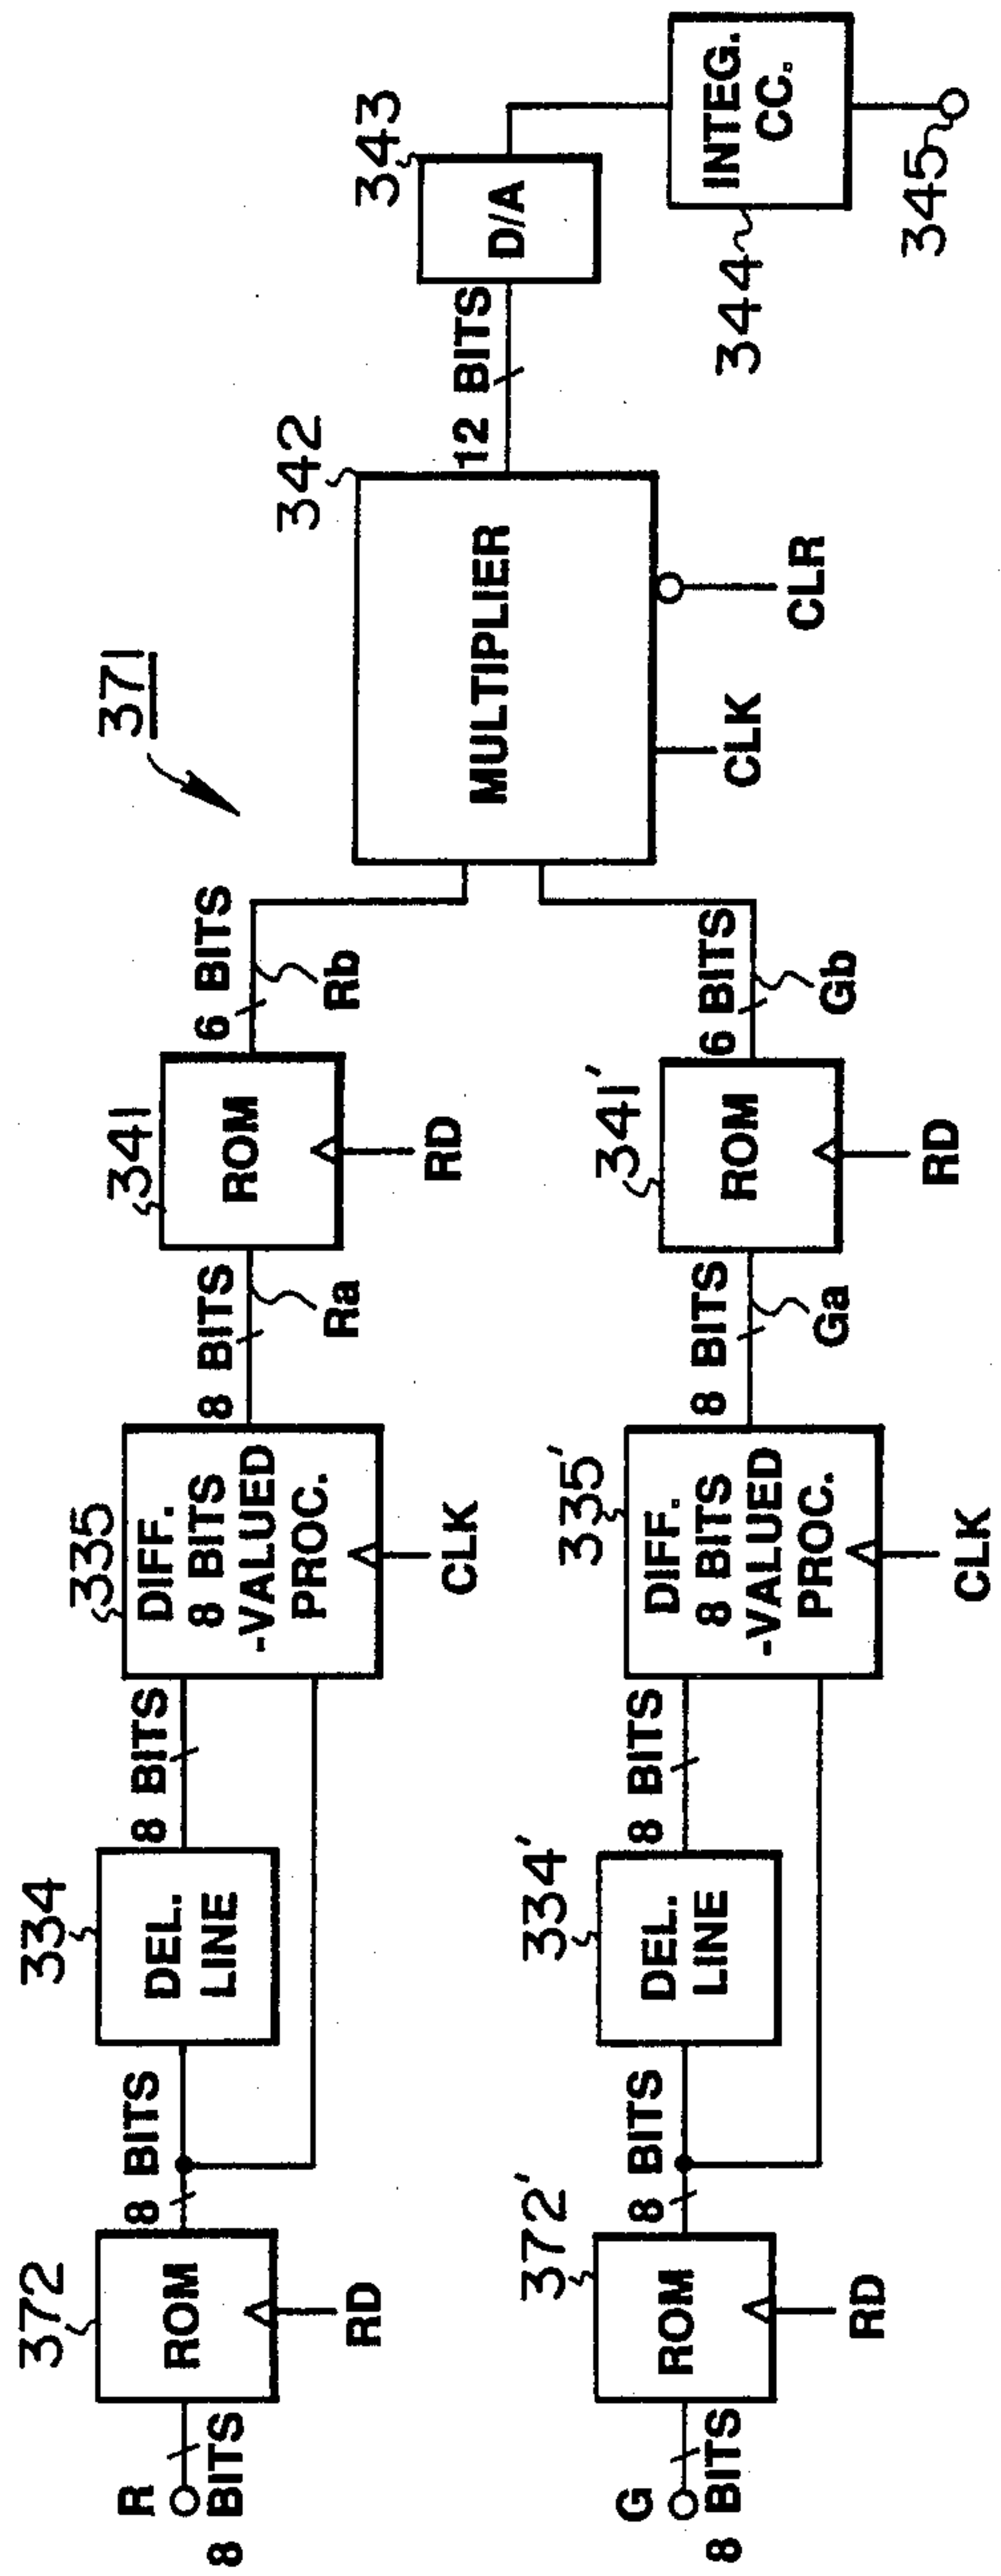 371
R
8 BITS
372
ROM
RD
8 BITS
334
DEL.
LINE
8 BITS
335
DIFF.
8 BITS
-VALUED
PROC.
CLK
8 BITS
Ra
341
ROM
RD
6 BITS
Rb
G
8 BITS
372'
ROM
RD
8 BITS
334'
DEL.
LINE
8 BITS
335'
DIFF.
8 BITS
-VALUED
PROC.
CLK
8 BITS
Ga
341'
ROM
RD
6 BITS
Gb
342
MULTIPLIER
CLK
CLR
12 BITS
343
D/A
344
INTEG.
CC.
345